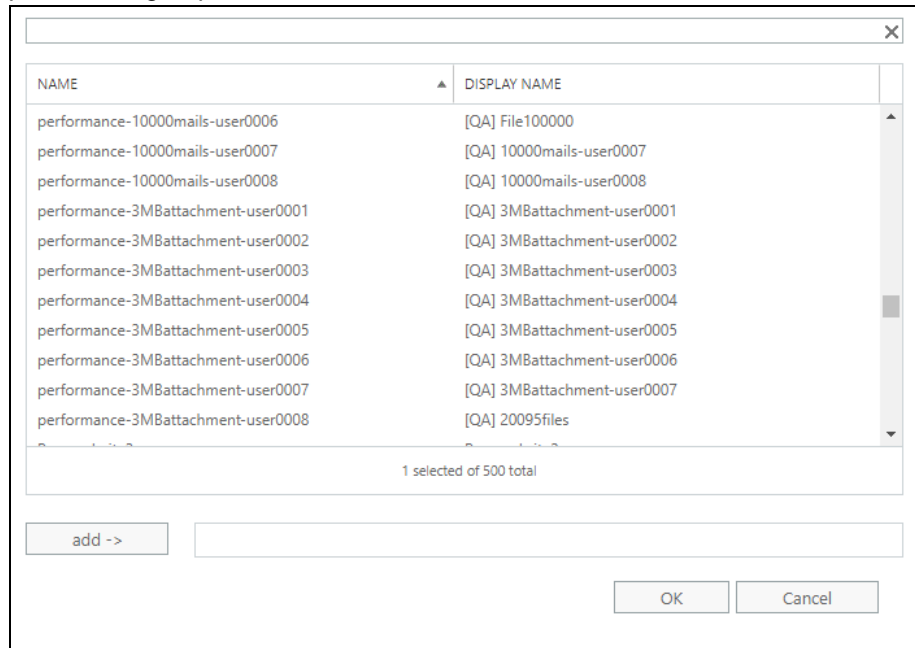 NAME DISPLAY NAME
performance-10000mails-user0006 [QA] File100000
performance-10000mails-user0007 [QA] 10000mails-user0007
performance-10000mails-user0008 [QA] 10000mails-user0008
performance-3MBattachment-user0001 [QA] 3MBattachment-user0001
performance-3MBattachment-user0002 [QA] 3MBattachment-user0002
performance-3MBattachment-user0003 [QA] 3MBattachment-user0003
performance-3MBattachment-user0004 [QA] 3MBattachment-user0004
performance-3MBattachment-user0005 [QA] 3MBattachment-user0005
performance-3MBattachment-user0006 [QA] 3MBattachment-user0006
performance-3MBattachment-user0007 [QA] 3MBattachment-user0007
performance-3MBattachment-user0008 [QA] 20095files
1 selected of 500 total
add ->
OK Cancel